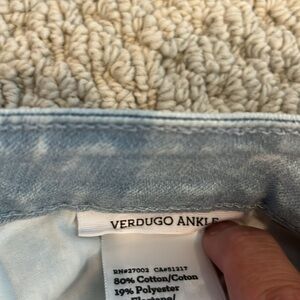 VERDUGO ANKLE
RN#27002 CA#51217
80% Cotton/Coton
19% Polyester